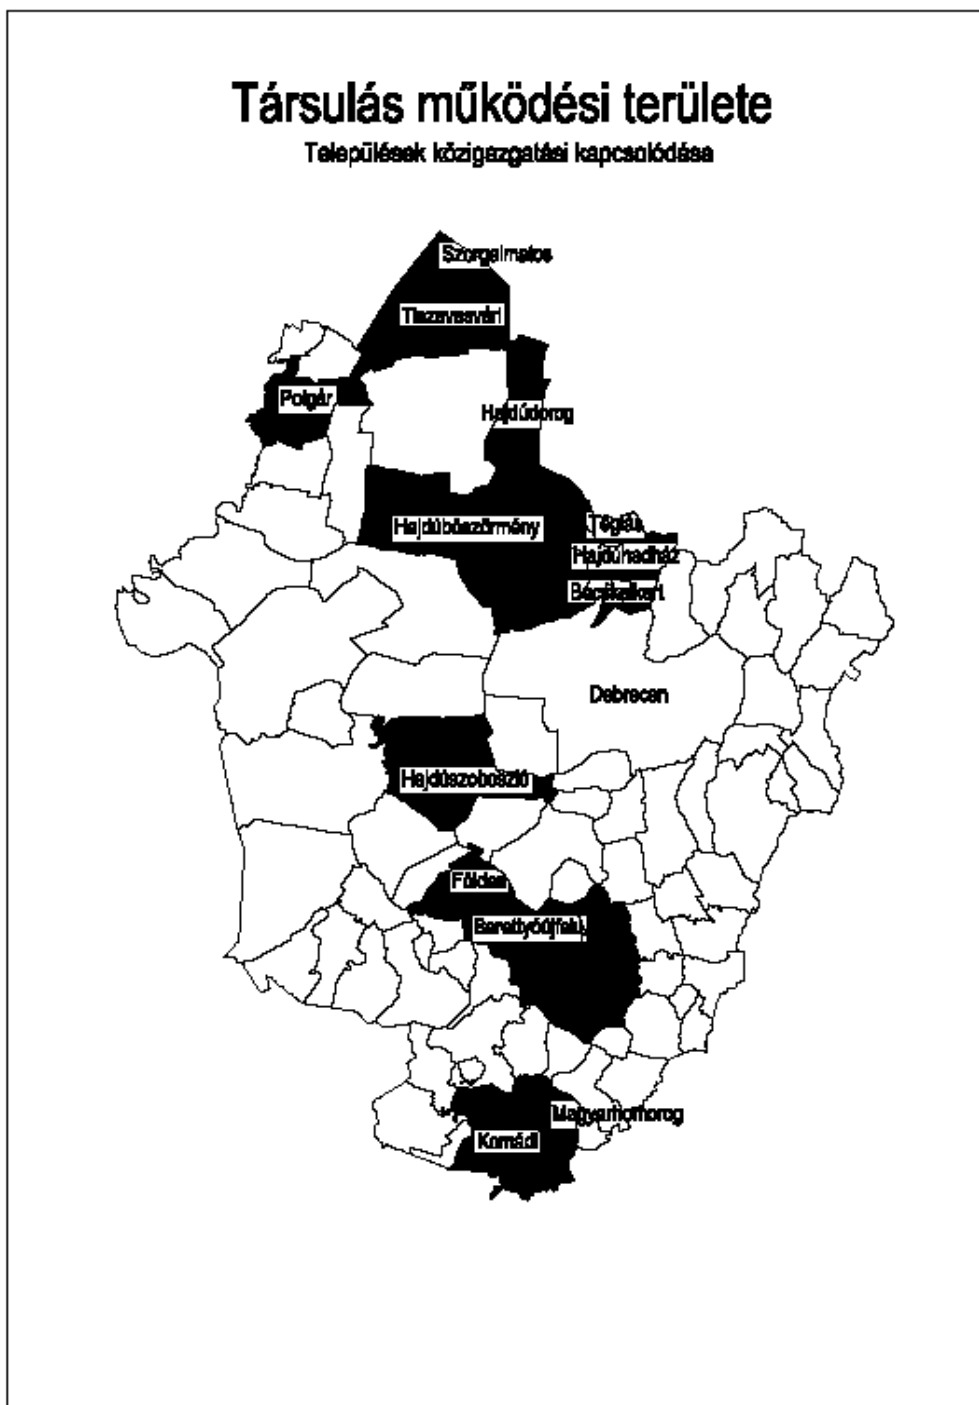 Társulás működési területe
Települések közigazgatási kapcsolódása
Szorgalmatos
Tiszavasvári
Polgár
Hajdúdorog
Hajdúböszörmény
Téglás
Hajdúhadház
Bocskaikert
Debrecen
Hajdúszoboszló
Földes
Berettyóújfalu
Magyarhomorog
Komádi